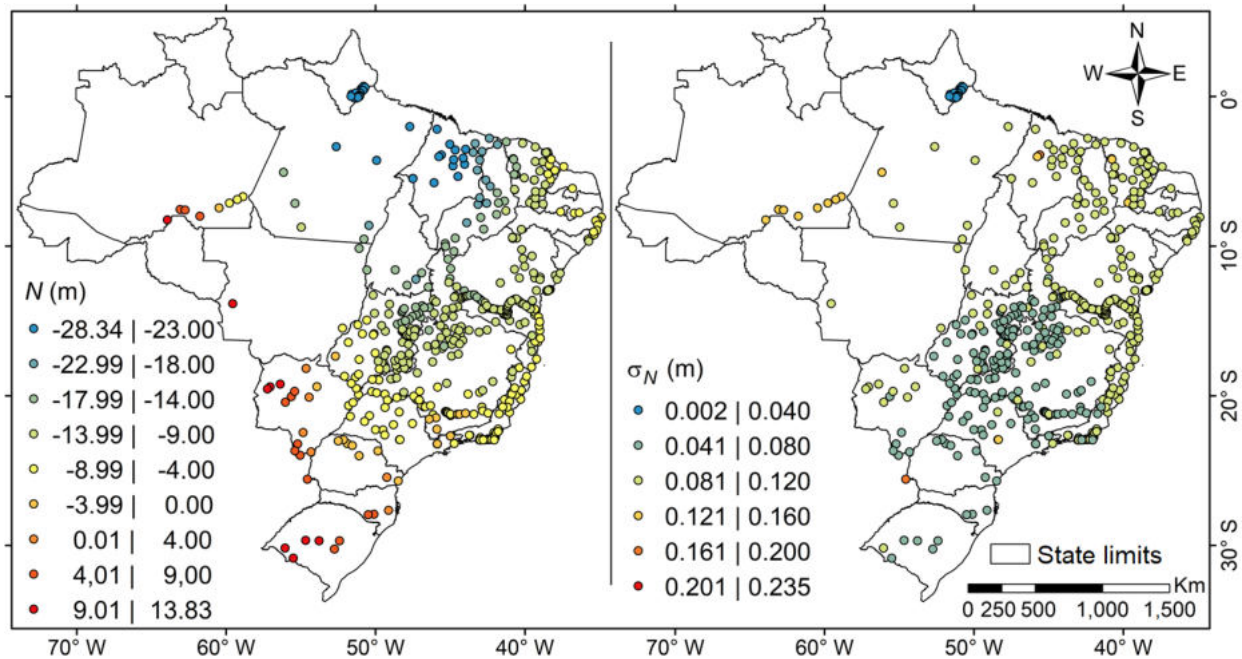 N
W E
S
0°
10° S
20° S
30° S
N (m)
-28.34 | -23.00
-22.99 | -18.00
-17.99 | -14.00
-13.99 | -9.00
-8.99 | -4.00
-3.99 | 0.00
0.01 | 4.00
4,01 | 9,00
9.01 | 13.83
σN (m)
0.002 | 0.040
0.041 | 0.080
0.081 | 0.120
0.121 | 0.160
0.161 | 0.200
0.201 | 0.235
State limits
Km
0 250 500 1,000 1,500
70° W 60° W 50° W 40° W 60° W 50° W 40° W